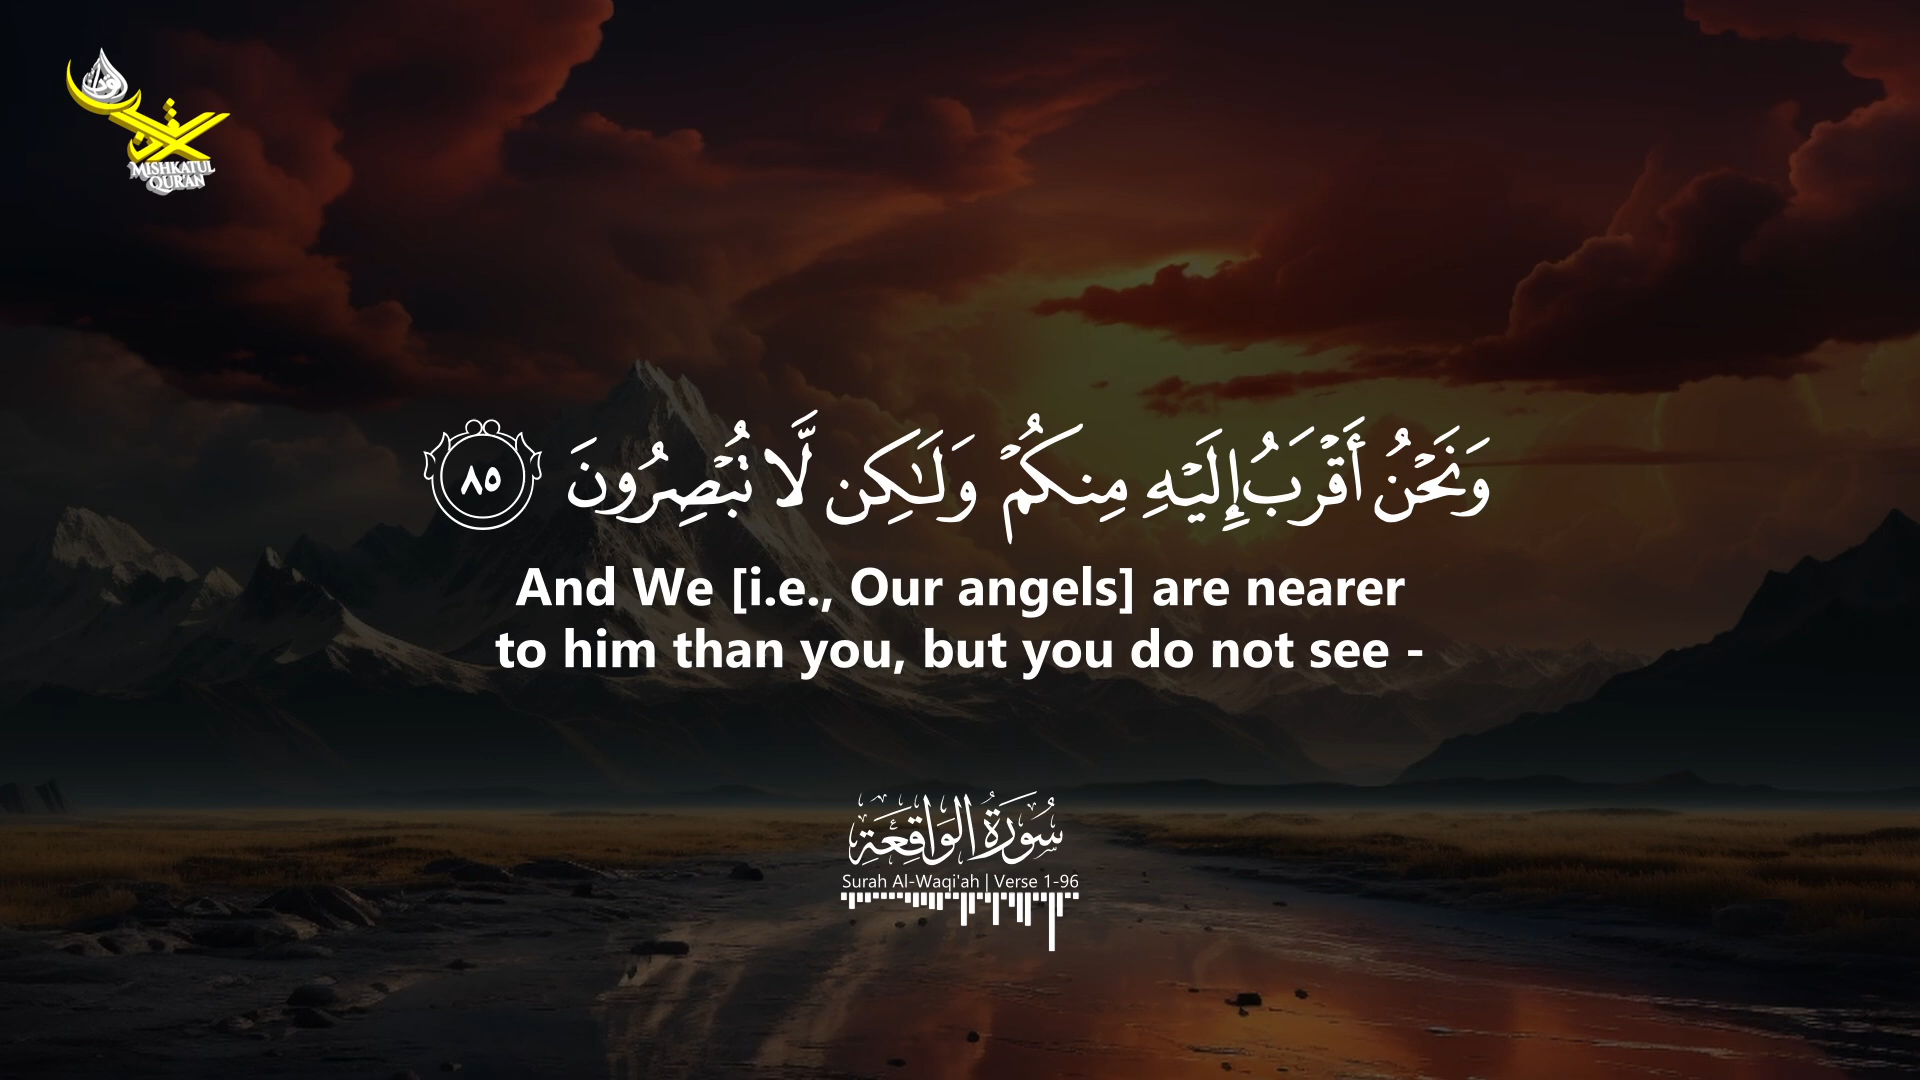 MISHKATUL
QUR'AN
وَنَحْنُ أَقْرَبُ إِلَيْهِ مِنكُمْ وَلَٰكِن لَّا تُبْصِرُونَ ٨٥
And We [i.e., Our angels] are nearer
to him than you, but you do not see -
سُورَةُ الوَاقِعَةِ
Surah Al-Waqi'ah | Verse 1-96